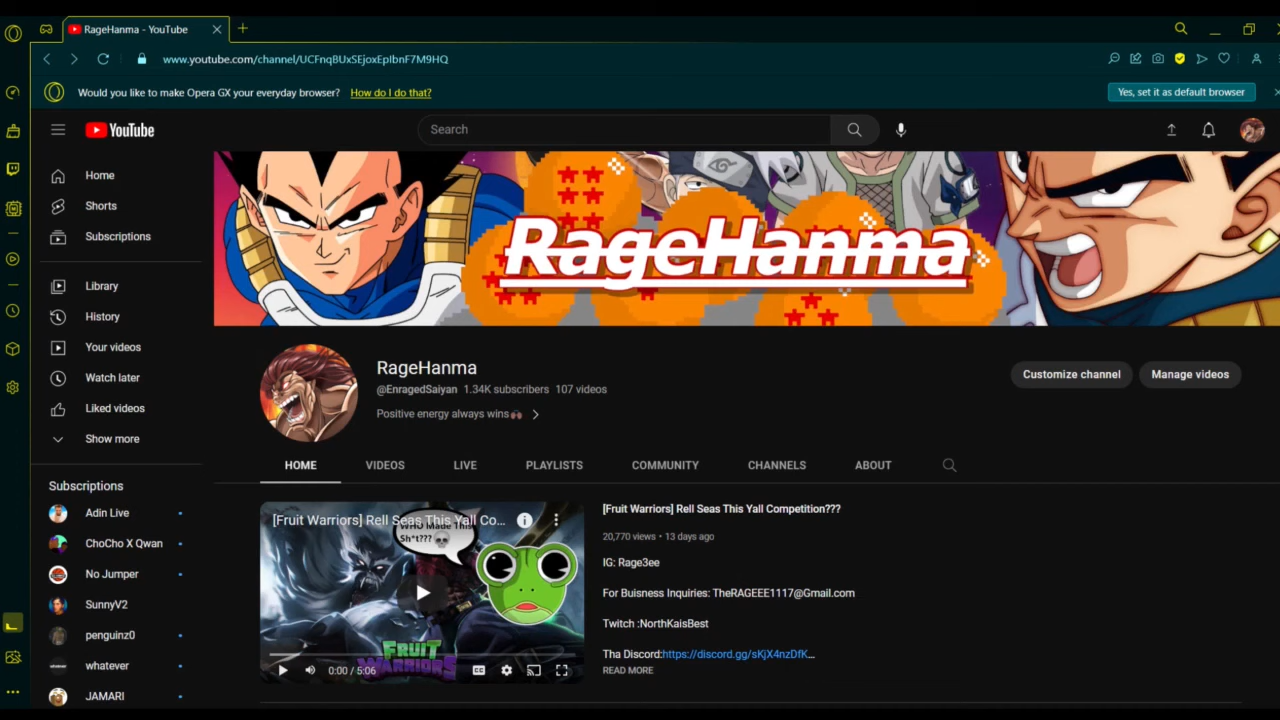 RageHanma - YouTube
www.youtube.com/channel/UCFnqBUxSEjoxEpIbnF7M9HQ
Would you like to make Opera GX your everyday browser? How do I do that? Yes, set it as default browser
YouTube
Search
Home
Shorts
Subscriptions
Library
History
Your videos
Watch later
Liked videos
Show more
Subscriptions
Adin Live
ChoCho X Qwan
No Jumper
SunnyV2
penguinz0
whatever
JAMARI
RageHanma
RageHanma
@EnragedSaiyan 1.34K subscribers 107 videos
Positive energy always wins
Customize channel Manage videos
HOME VIDEOS LIVE PLAYLISTS COMMUNITY CHANNELS ABOUT
[Fruit Warriors] Rell Seas This Yall Co...
WHO Made This
Sh*t???
FRUIT
WARRIORS
0:00 / 5:06
[Fruit Warriors] Rell Seas This Yall Competition???
20,770 views • 13 days ago
IG: Rage3ee
For Buisness Inquiries: TheRAGEEE1117@Gmail.com
Twitch :NorthKaisBest
Tha Discord:https://discord.gg/sKjX4nzDfK...
READ MORE